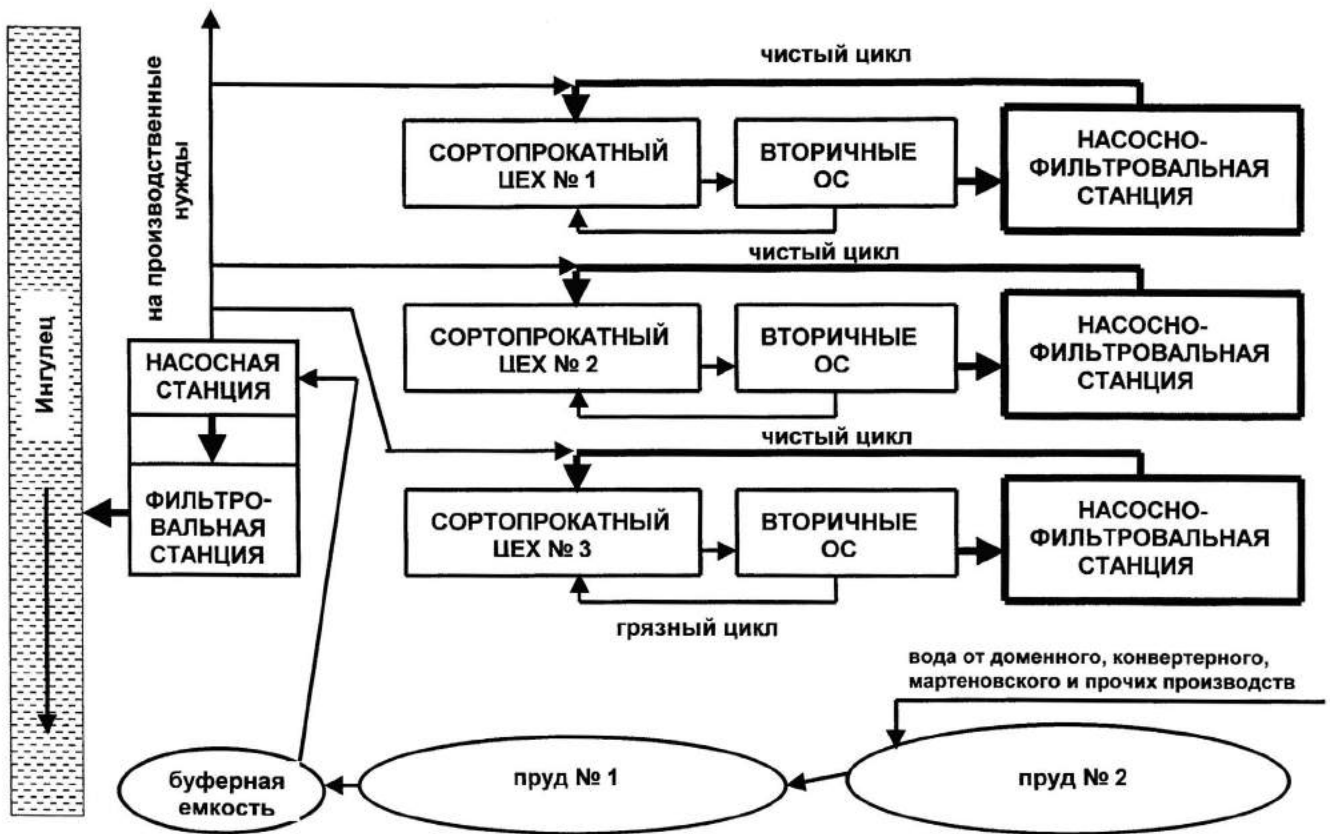 на производственные
нужды
чистый цикл
СОРТОПРОКАТНЫЙ
ЦЕХ № 1
ВТОРИЧНЫЕ
ОС
НАСОСНО-
ФИЛЬТРОВАЛЬНАЯ
СТАНЦИЯ
чистый цикл
СОРТОПРОКАТНЫЙ
ЦЕХ № 2
ВТОРИЧНЫЕ
ОС
НАСОСНО-
ФИЛЬТРОВАЛЬНАЯ
СТАНЦИЯ
Ингулец
НАСОСНАЯ
СТАНЦИЯ
ФИЛЬТРО-
ВАЛЬНАЯ
СТАНЦИЯ
чистый цикл
СОРТОПРОКАТНЫЙ
ЦЕХ № 3
ВТОРИЧНЫЕ
ОС
НАСОСНО-
ФИЛЬТРОВАЛЬНАЯ
СТАНЦИЯ
грязный цикл
вода от доменного, конвертерного,
мартеновского и прочих производств
буферная
емкость
пруд № 1
пруд № 2